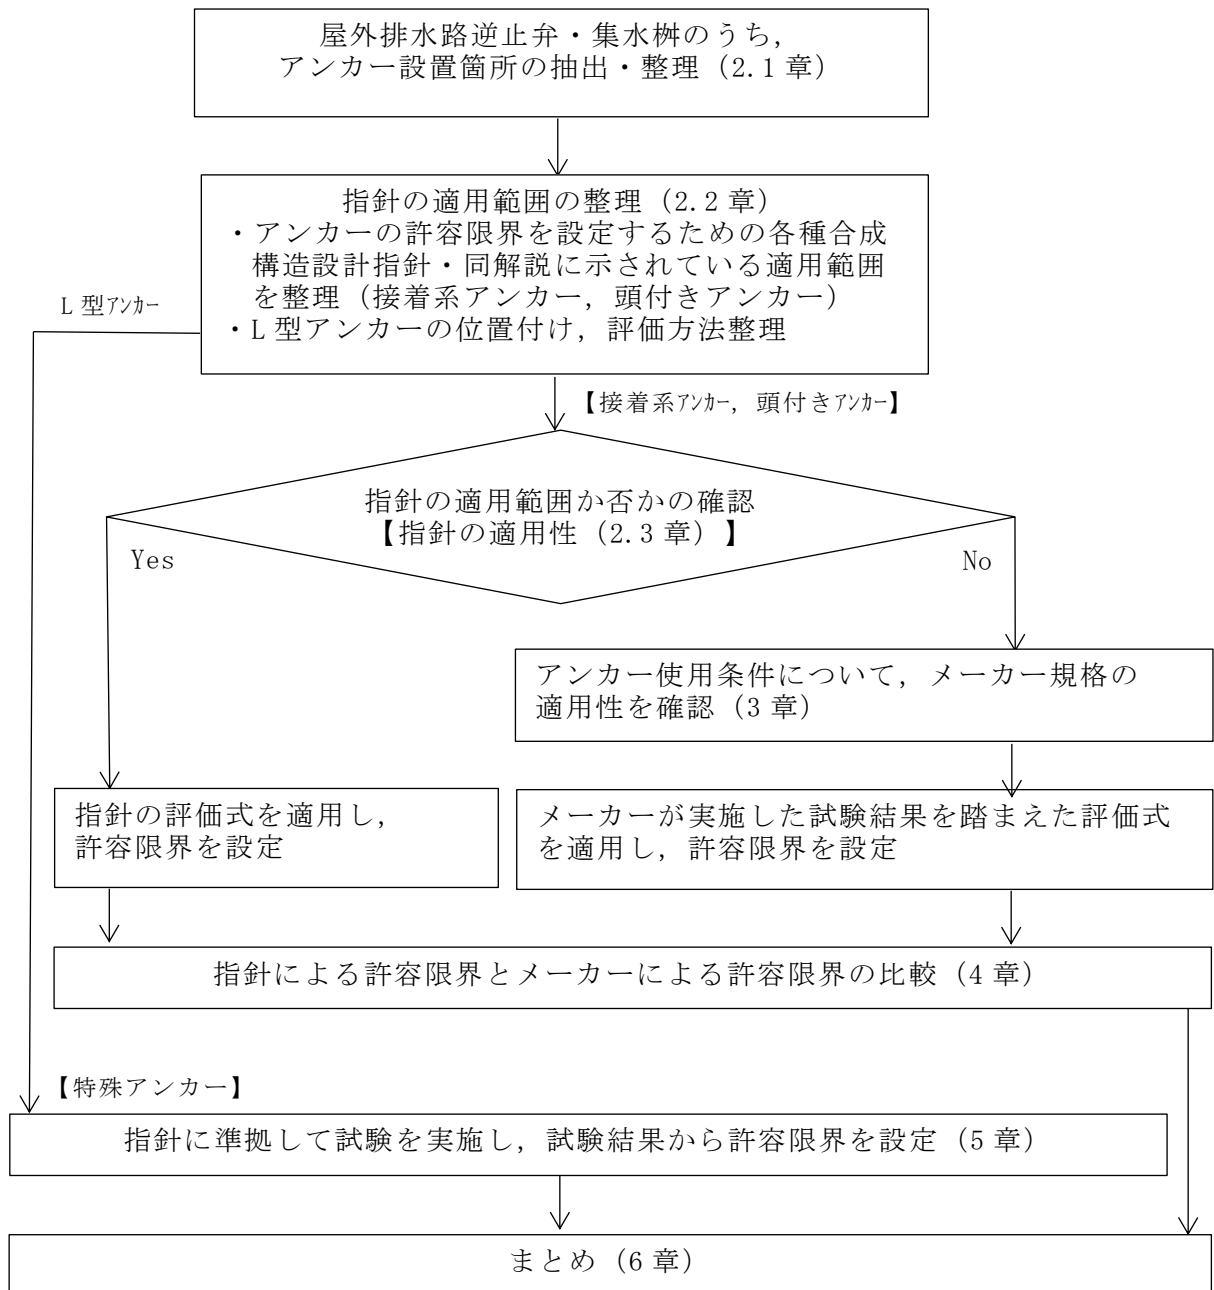 屋外排水路逆止弁・集水桝のうち,
アンカー設置箇所の抽出・整理（2.1 章）
指針の適用範囲の整理（2.2 章）
・アンカーの許容限界を設定するための各種合成
構造設計指針・同解説に示されている適用範囲
を整理（接着系アンカー, 頭付きアンカー）
・L 型アンカーの位置付け, 評価方法整理
L 型アンカー
【接着系アンカー, 頭付きアンカー】
指針の適用範囲か否かの確認
【指針の適用性（2.3 章）】
Yes
No
アンカー使用条件について, メーカー規格の
適用性を確認（3 章）
指針の評価式を適用し,
許容限界を設定
メーカーが実施した試験結果を踏まえた評価式
を適用し, 許容限界を設定
指針による許容限界とメーカーによる許容限界の比較（4 章）
【特殊アンカー】
指針に準拠して試験を実施し, 試験結果から許容限界を設定（5 章）
まとめ（6 章）